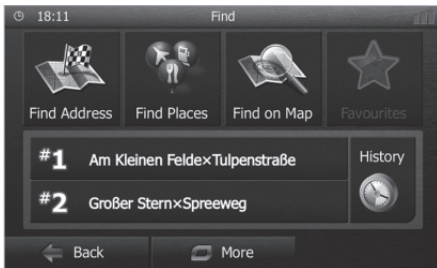 18:11 Find
Find Address Find Places Find on Map Favourites
#1 Am Kleinen Felde×Tulpenstraße History
#2 Großer Stern×Spreeweg
Back More